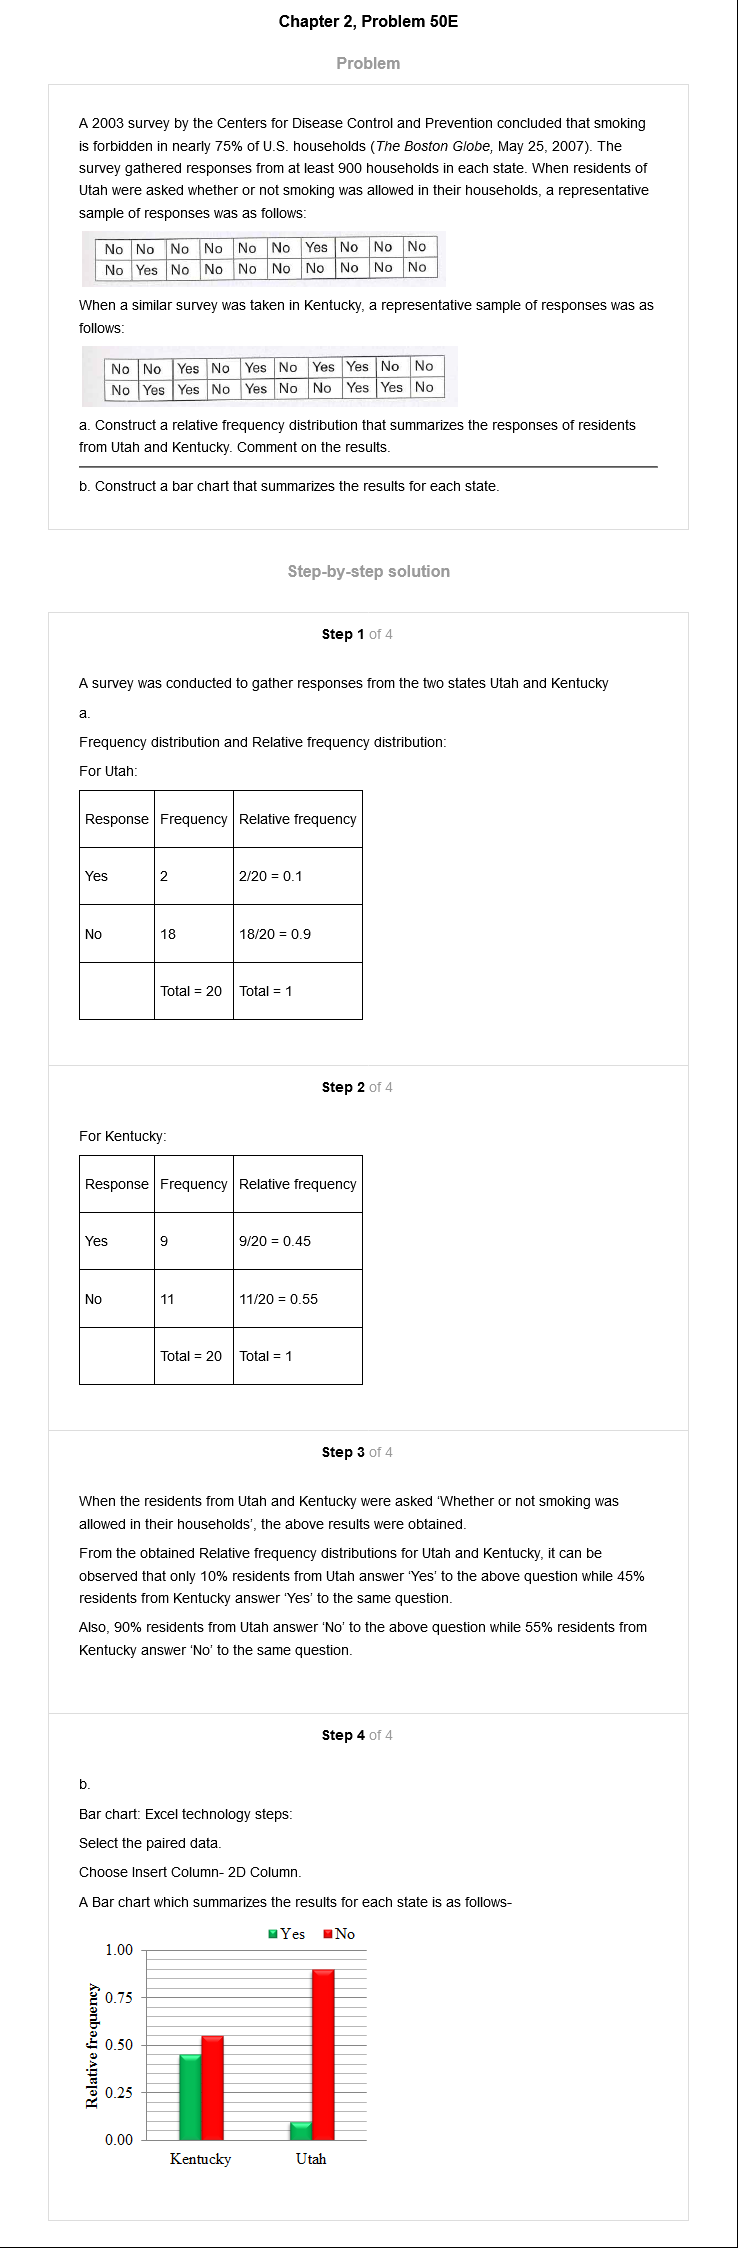 Chapter 2, Problem 50E
Problem
A 2003 survey by the Centers for Disease Control and Prevention concluded that smoking
is forbidden in nearly 75% of U.S. households (The Boston Globe, May 25, 2007). The
survey gathered responses from at least 900 households in each state. When residents of
Utah were asked whether or not smoking was allowed in their households, a representative
sample of responses was as follows:
No No No No No No Yes No No No
No Yes No No No No No No No No
When a similar survey was taken in Kentucky, a representative sample of responses was as
follows:
No No Yes No Yes No Yes Yes No No
No Yes Yes No Yes No No Yes Yes No
a. Construct a relative frequency distribution that summarizes the responses of residents
from Utah and Kentucky. Comment on the results.
b. Construct a bar chart that summarizes the results for each state.
Step-by-step solution
Step 1 of 4
A survey was conducted to gather responses from the two states Utah and Kentucky
a.
Frequency distribution and Relative frequency distribution:
For Utah:
Response Frequency Relative frequency
Yes 2 2/20 = 0.1
No 18 18/20 = 0.9
Total = 20 Total = 1
Step 2 of 4
For Kentucky:
Response Frequency Relative frequency
Yes 9 9/20 = 0.45
No 11 11/20 = 0.55
Total = 20 Total = 1
Step 3 of 4
When the residents from Utah and Kentucky were asked ‘Whether or not smoking was
allowed in their households’, the above results were obtained.
From the obtained Relative frequency distributions for Utah and Kentucky, it can be
observed that only 10% residents from Utah answer ‘Yes’ to the above question while 45%
residents from Kentucky answer ‘Yes’ to the same question.
Also, 90% residents from Utah answer ‘No’ to the above question while 55% residents from
Kentucky answer ‘No’ to the same question.
Step 4 of 4
b.
Bar chart: Excel technology steps:
Select the paired data.
Choose Insert Column- 2D Column.
A Bar chart which summarizes the results for each state is as follows-
Yes No
Relative frequency
1.00
0.75
0.50
0.25
0.00
Kentucky Utah